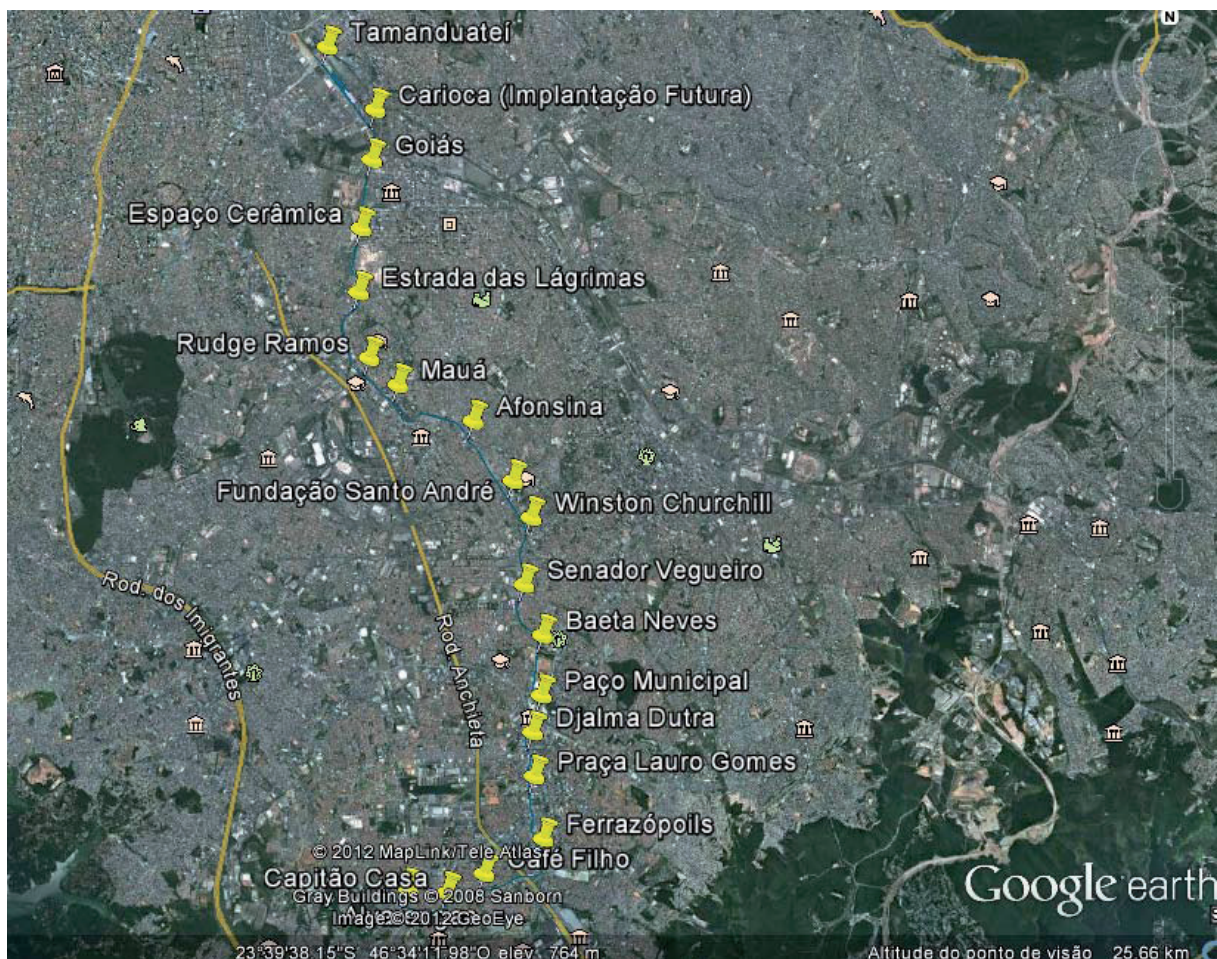 N
Tamanduateí
Carioca (Implantação Futura)
Goiás
Espaço Cerâmica
Estrada das Lágrimas
Rudge Ramos
Mauá
Afonsina
Fundação Santo André
Winston Churchill
Senador Vegueiro
Rod. dos Imigrantes
Rod Anchieta
Baeta Neves
Paço Municipal
Djalma Dutra
Praça Lauro Gomes
Ferrazópoils
© 2012 MapLink/Tele Atlas
Café Filho
Capitão Casa
Gray Buildings © 2008 Sanborn
Image © 2012 GeoEye
Google earth
23°39'38.15"S 46°34'11.98"O elev 764 m
Altitude do ponto de visão 25.66 km